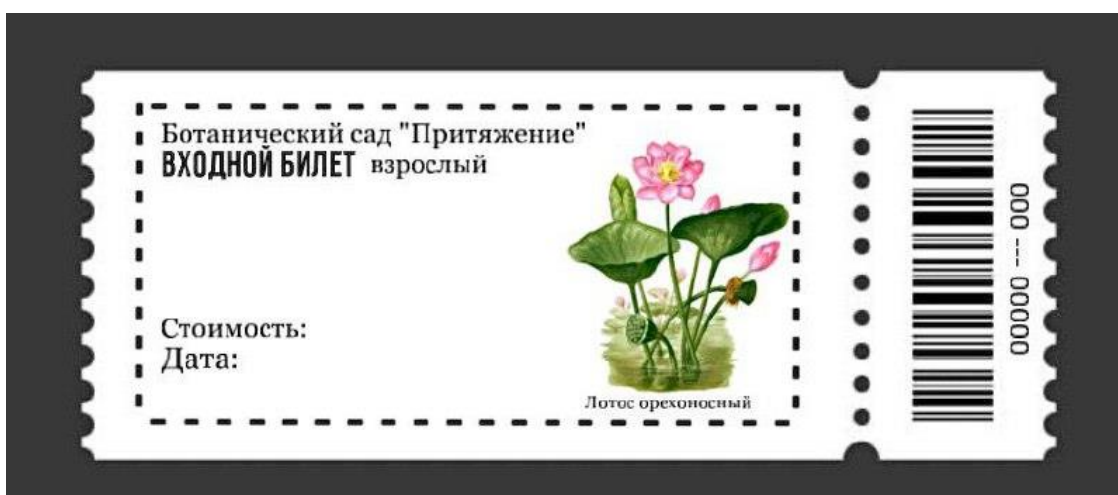 Ботанический сад "Притяжение"
ВХОДНОЙ БИЛЕТ взрослый
Стоимость:
Дата:
Лотос орехоносный
00000 --- 000